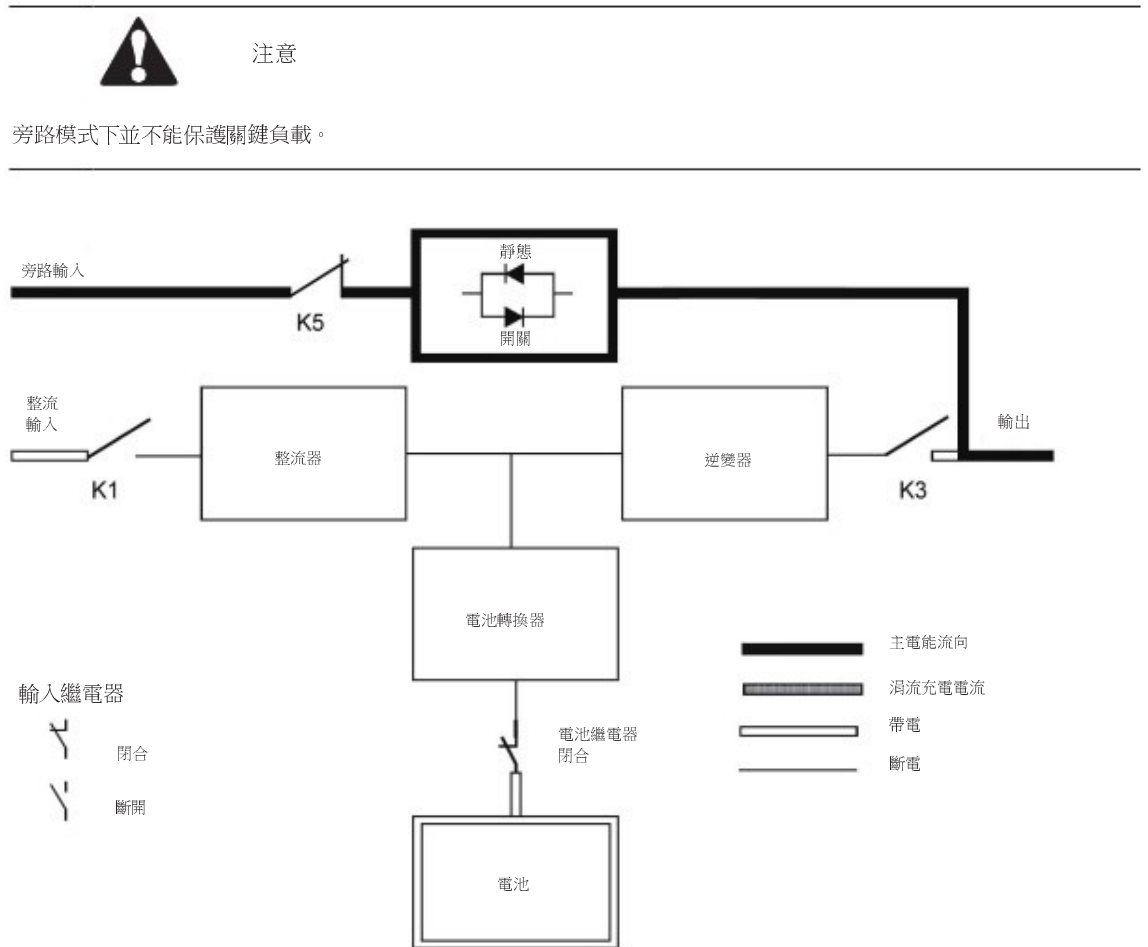 注意
旁路模式下並不能保護關鍵負載。
旁路輸入
K5
靜態
開關
整流
輸入
K1
整流器
逆變器
K3
輸出
電池轉換器
輸入繼電器
閉合
斷開
電池繼電器
閉合
電池
主電能流向
涓流充電電流
帶電
斷電